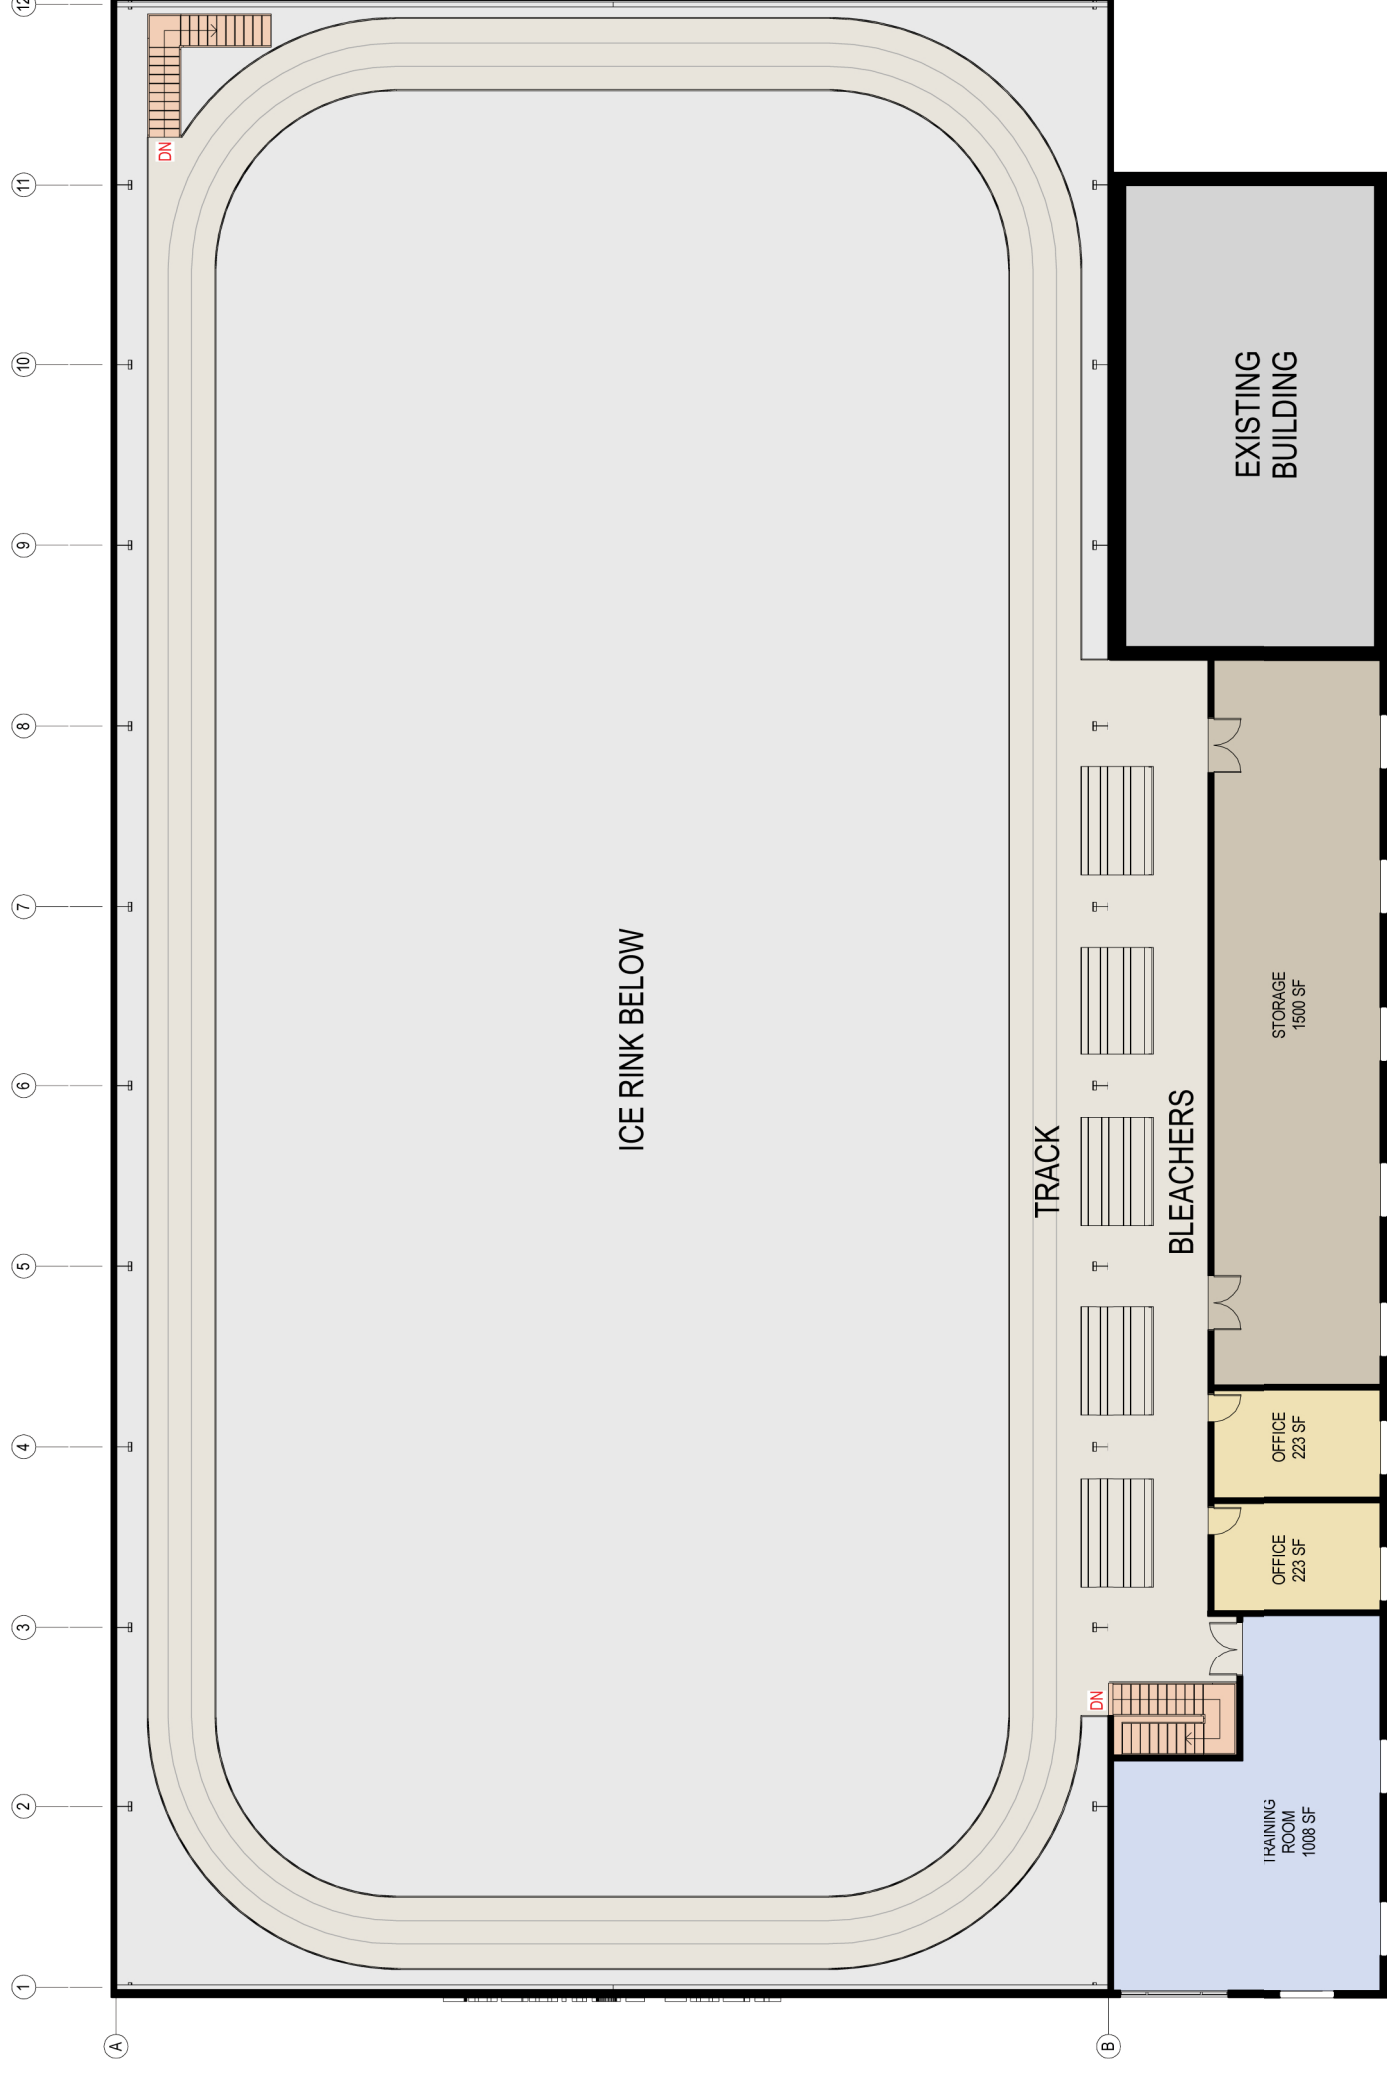 12
11
10
9
8
7
6
5
4
3
2
1
A
B
DN
ICE RINK BELOW
TRACK
BLEACHERS
DN
EXISTING
BUILDING
STORAGE
1500 SF
OFFICE
223 SF
OFFICE
223 SF
TRAINING
ROOM
1008 SF